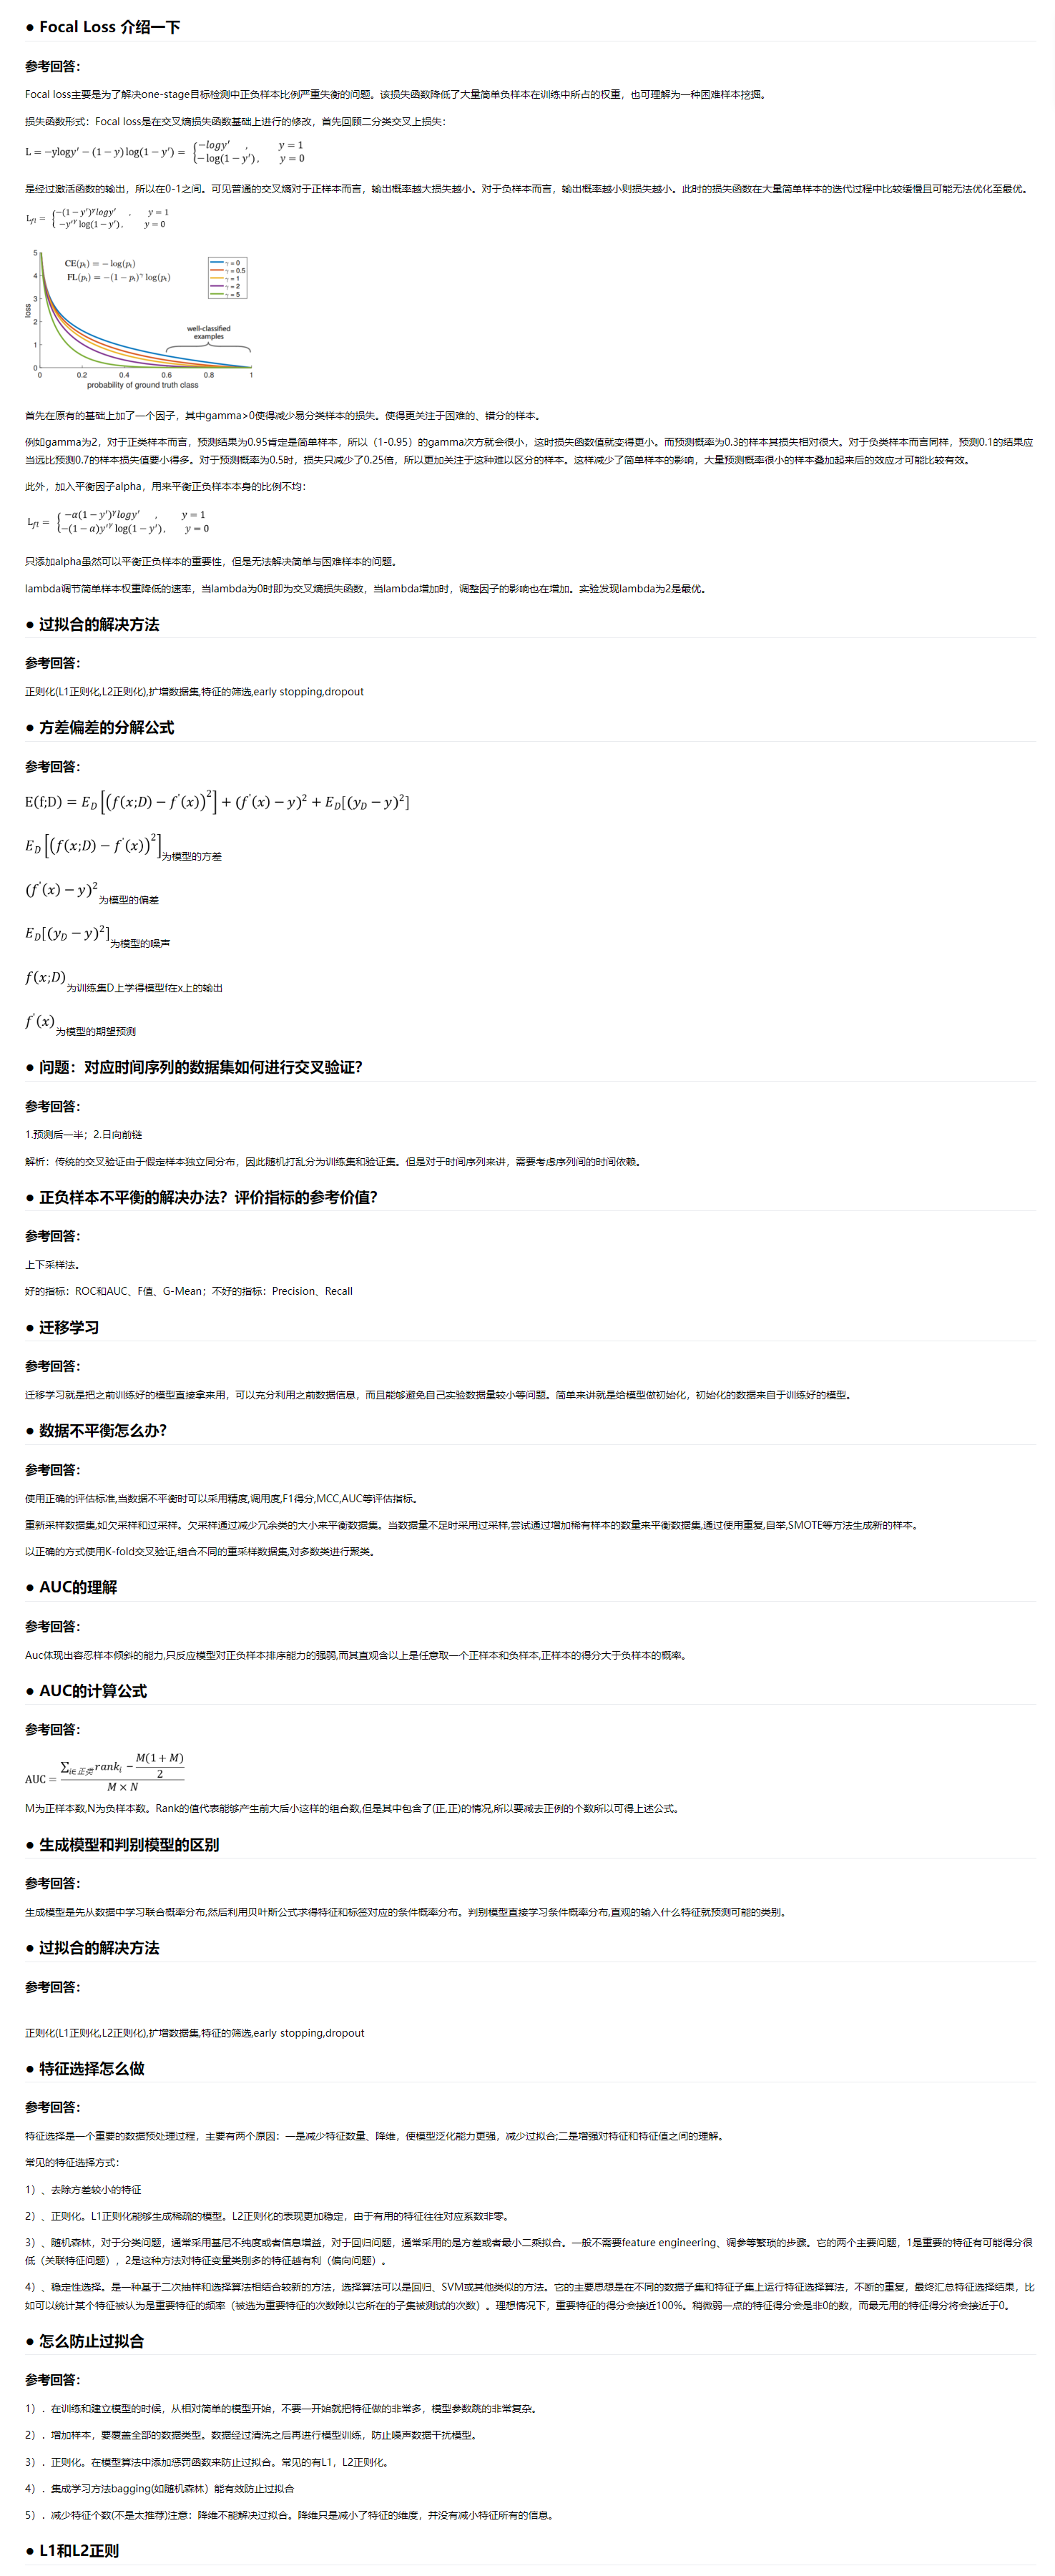 ● Focal Loss 介绍一下
参考回答：
Focal loss主要是为了解决one-stage目标检测中正负样本比例严重失衡的问题。该损失函数降低了大量简单负样本在训练中所占的权重，也可理解为一种困难样本挖掘。
损失函数形式：Focal loss是在交叉熵损失函数基础上进行的修改，首先回顾二分类交叉上损失：
L = −ylogy′ − (1 − y) log(1 − y′) = {−logy′ , y = 1
−log(1 − y′), y = 0
是经过激活函数的输出，所以在0-1之间。可见普通的交叉熵对于正样本而言，输出概率越大损失越小。对于负样本而言，输出概率越小则损失越小。此时的损失函数在大量简单样本的迭代过程中比较缓慢且可能无法优化至最优。
L_fl = {−(1 − y′)^γ logy′ , y = 1
−y′^γ log(1 − y′), y = 0
CE(pt) = − log(pt)
FL(pt) = −(1 − pt)^γ log(pt)
γ = 0
γ = 0.5
γ = 1
γ = 2
γ = 5
well-classified
examples
loss
5
4
3
2
1
0
0 0.2 0.4 0.6 0.8 1
probability of ground truth class
首先在原有的基础上加了一个因子，其中gamma>0使得减少易分类样本的损失。使得更关注于困难的、错分的样本。
例如gamma为2，对于正类样本而言，预测结果为0.95肯定是简单样本，所以（1-0.95）的gamma次方就会很小，这时损失函数值就变得更小。而预测概率为0.3的样本其损失相对很大。对于负类样本而言同样，预测0.1的结果应
当远比预测0.7的样本损失值要小得多。对于预测概率为0.5时，损失只减少了0.25倍，所以更加关注于这种难以区分的样本。这样减少了简单样本的影响，大量预测概率很小的样本叠加起来后的效应才可能比较有效。
此外，加入平衡因子alpha，用来平衡正负样本本身的比例不均：
L_fl = {−α(1 − y′)^γ logy′ , y = 1
−(1 − α)y′^γ log(1 − y′), y = 0
只添加alpha虽然可以平衡正负样本的重要性，但是无法解决简单与困难样本的问题。
lambda调节简单样本权重降低的速率，当lambda为0时即为交叉熵损失函数，当lambda增加时，调整因子的影响也在增加。实验发现lambda为2是最优。
● 过拟合的解决方法
参考回答：
正则化(L1正则化,L2正则化),扩增数据集,特征的筛选,early stopping,dropout
● 方差偏差的分解公式
参考回答：
E(f;D) = E_D[(f(x;D) − f′(x))²] + (f′(x) − y)² + E_D[(y_D − y)²]
E_D[(f(x;D) − f′(x))²]为模型的方差
(f′(x) − y)²为模型的偏差
E_D[(y_D − y)²]为模型的噪声
f(x;D)为训练集D上学得模型f在x上的输出
f′(x)为模型的期望预测
● 问题：对应时间序列的数据集如何进行交叉验证？
参考回答：
1.预测后一半；2.日向前链
解析：传统的交叉验证由于假定样本独立同分布，因此随机打乱分为训练集和验证集。但是对于时间序列来讲，需要考虑序列间的时间依赖。
● 正负样本不平衡的解决办法？评价指标的参考价值？
参考回答：
上下采样法。
好的指标：ROC和AUC、F值、G-Mean；不好的指标：Precision、Recall
● 迁移学习
参考回答：
迁移学习就是把之前训练好的模型直接拿来用，可以充分利用之前数据信息，而且能够避免自己实验数据量较小等问题。简单来讲就是给模型做初始化，初始化的数据来自于训练好的模型。
● 数据不平衡怎么办？
参考回答：
使用正确的评估标准,当数据不平衡时可以采用精度,调用度,F1得分,MCC,AUC等评估指标。
重新采样数据集,如欠采样和过采样。欠采样通过减少冗余类的大小来平衡数据集。当数据量不足时采用过采样,尝试通过增加稀有样本的数量来平衡数据集,通过使用重复,自举,SMOTE等方法生成新的样本。
以正确的方式使用K-fold交叉验证,组合不同的重采样数据集,对多数类进行聚类。
● AUC的理解
参考回答：
Auc体现出容忍样本倾斜的能力,只反应模型对正负样本排序能力的强弱,而其直观含以上是任意取一个正样本和负样本,正样本的得分大于负样本的概率。
● AUC的计算公式
参考回答：
AUC = (∑i∈正类 rank_i − M(1 + M)/2) / (M × N)
M为正样本数,N为负样本数。Rank的值代表能够产生前大后小这样的组合数,但是其中包含了(正,正)的情况,所以要减去正例的个数所以可得上述公式。
● 生成模型和判别模型的区别
参考回答：
生成模型是先从数据中学习联合概率分布,然后利用贝叶斯公式求得特征和标签对应的条件概率分布。判别模型直接学习条件概率分布,直观的输入什么特征就预测可能的类别。
● 过拟合的解决方法
参考回答：
正则化(L1正则化,L2正则化),扩增数据集,特征的筛选,early stopping,dropout
● 特征选择怎么做
参考回答：
特征选择是一个重要的数据预处理过程，主要有两个原因：一是减少特征数量、降维，使模型泛化能力更强，减少过拟合;二是增强对特征和特征值之间的理解。
常见的特征选择方式：
1）、去除方差较小的特征
2）、正则化。L1正则化能够生成稀疏的模型。L2正则化的表现更加稳定，由于有用的特征往往对应系数非零。
3）、随机森林，对于分类问题，通常采用基尼不纯度或者信息增益，对于回归问题，通常采用的是方差或者最小二乘拟合。一般不需要feature engineering、调参等繁琐的步骤。它的两个主要问题，1是重要的特征有可能得分很
低（关联特征问题），2是这种方法对特征变量类别多的特征越有利（偏向问题）。
4）、稳定性选择。是一种基于二次抽样和选择算法相结合较新的方法，选择算法可以是回归、SVM或其他类似的方法。它的主要思想是在不同的数据子集和特征子集上运行特征选择算法，不断的重复，最终汇总特征选择结果，比
如可以统计某个特征被认为是重要特征的频率（被选为重要特征的次数除以它所在的子集被测试的次数）。理想情况下，重要特征的得分会接近100%。稍微弱一点的特征得分会是非0的数，而最无用的特征得分将会接近于0。
● 怎么防止过拟合
参考回答：
1）. 在训练和建立模型的时候，从相对简单的模型开始，不要一开始就把特征做的非常多，模型参数跳的非常复杂。
2）. 增加样本，要覆盖全部的数据类型。数据经过清洗之后再进行模型训练，防止噪声数据干扰模型。
3）. 正则化。在模型算法中添加惩罚函数来防止过拟合。常见的有L1，L2正则化。
4）. 集成学习方法bagging(如随机森林）能有效防止过拟合
5）. 减少特征个数(不是太推荐)注意：降维不能解决过拟合。降维只是减小了特征的维度，并没有减小特征所有的信息。
● L1和L2正则